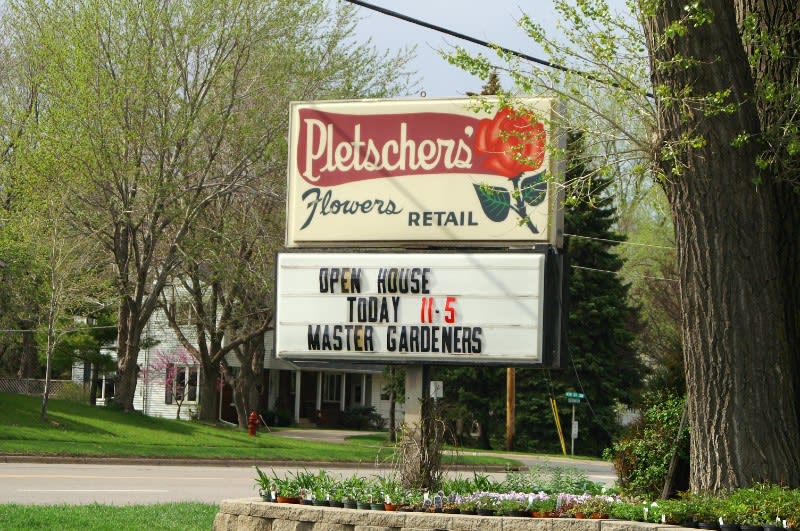 Pletschers'
Flowers RETAIL
OPEN HOUSE
TODAY 11-5
MASTER GARDENERS